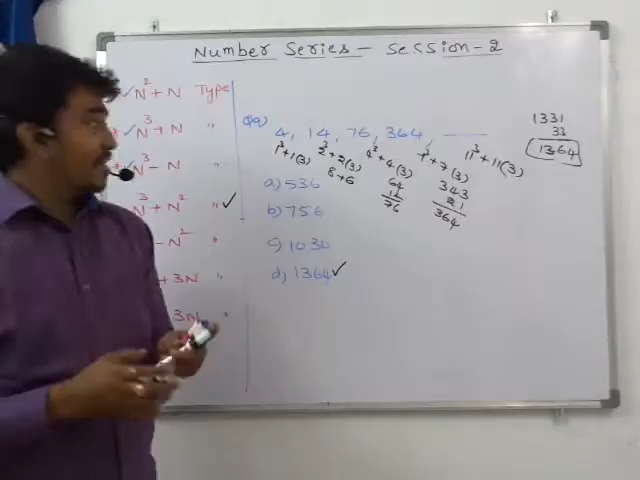 Number Series - Session-2
N² + N Type
N³ + N "
N³ - N "
N³ + N² "
- N² "
+ 3N "
3N "
Q9) 4, 14, 76, 364, ___
1³+1(3) 2³+2(3) 4³+4(3) 7³+7(3) 11³+11(3)
8+6
64
12
76
343
21
364
1331
33
1364
a) 536
b) 756
c) 1030
d) 1364 ✓